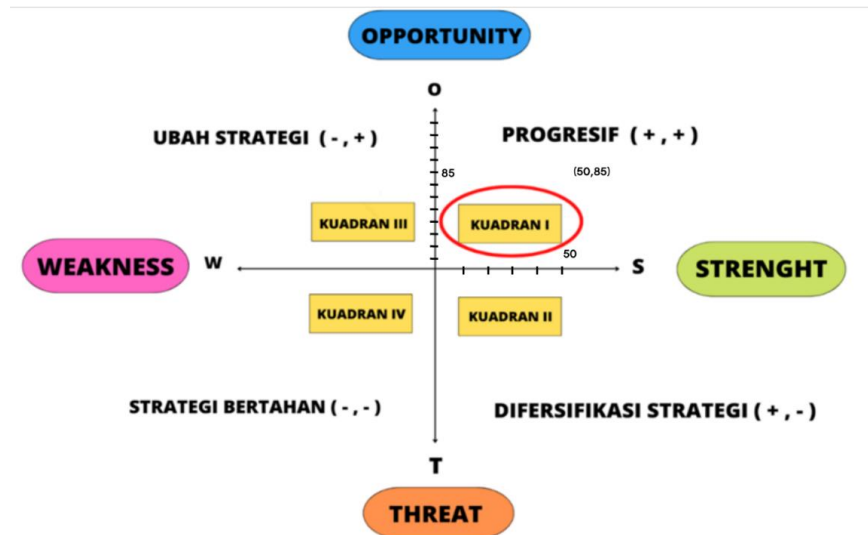 OPPORTUNITY
O
UBAH STRATEGI ( - , + )
PROGRESIF ( + , + )
85
(50,85)
KUADRAN III
KUADRAN I
50
WEAKNESS
W
S
STRENGHT
KUADRAN IV
KUADRAN II
STRATEGI BERTAHAN ( - , - )
DIFERSIFIKASI STRATEGI ( + , - )
T
THREAT